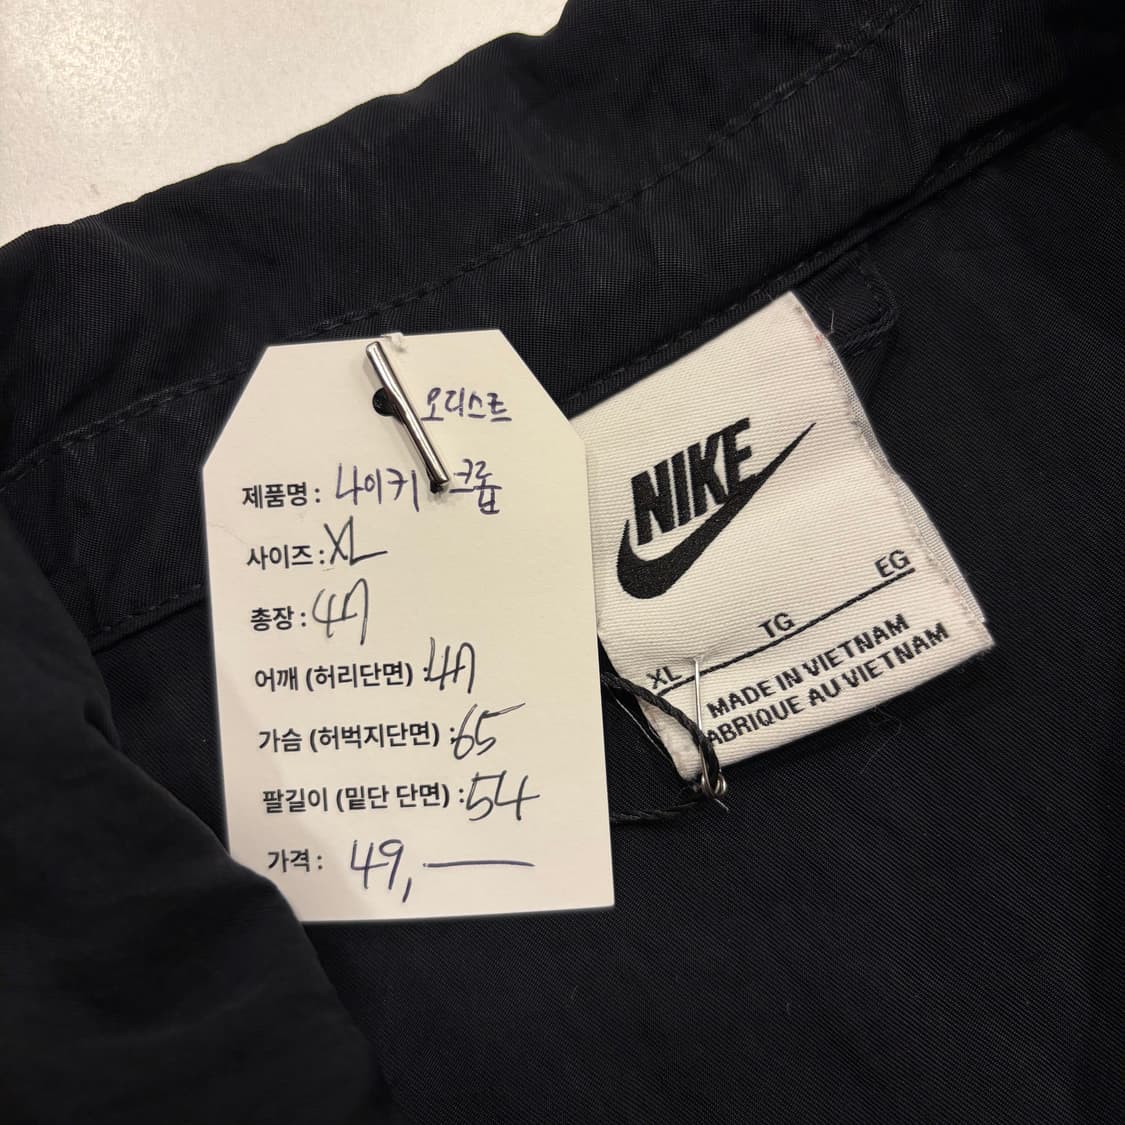 오디스트
제품명 : 나이키 크롭
사이즈 : XL
총장 : 47
어깨 (허리단면) : 47
가슴 (허벅지단면) : 65
팔길이 (밑단 단면) : 54
가격 : 49,—
NIKE
XL TG EG
MADE IN VIETNAM
ABRIQUE AU VIETNAM